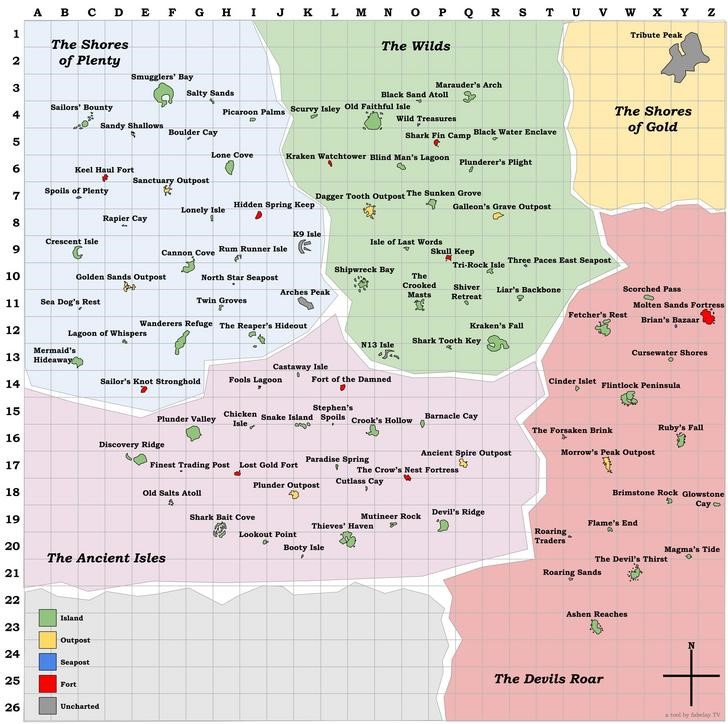 A B C D E F G H I J K L M N O P Q R S T U V W X Y Z
1
2
3
4
5
6
7
8
9
10
11
12
13
14
15
16
17
18
19
20
21
22
23
24
25
26
The Shores
of Plenty
Smugglers' Bay
Salty Sands
Sailors' Bounty
Picaroon Palms
Sandy Shallows
Boulder Cay
Lone Cove
Keel Haul Fort
Sanctuary Outpost
Spoils of Plenty
Hidden Spring Keep
Lonely Isle
Rapier Cay
K9 Isle
Crescent Isle
Cannon Cove
Rum Runner Isle
Golden Sands Outpost
North Star Seapost
Arches Peak
Sea Dog's Rest
Twin Groves
Wanderers Refuge
The Reaper's Hideout
Lagoon of Whispers
Mermaid's
Hideaway
Sailor's Knot Stronghold
The Wilds
Marauder's Arch
Black Sand Atoll
Scurvy Isley
Old Faithful Isle
Wild Treasures
Shark Fin Camp
Black Water Enclave
Kraken Watchtower
Blind Man's Lagoon
Plunderer's Flight
Dagger Tooth Outpost
The Sunken Grove
Galleon's Grave Outpost
Isle of Last Words
Skull Keep
Tri-Rock Isle
Three Paces East Seapost
Shipwreck Bay
The
Crooked
Masts
Shiver
Retreat
Liar's Backbone
Kraken's Fall
Shark Tooth Key
N13 Isle
Tribute Peak
The Shores
of Gold
Castaway Isle
Fools Lagoon
Fort of the Damned
Stephen's
Spoils
Chicken
Isle
Snake Island
Crook's Hollow
Barnacle Cay
Plunder Valley
Discovery Ridge
Finest Trading Post
Lost Gold Fort
Paradise Spring
Ancient Spire Outpost
The Crow's Nest Fortress
Plunder Outpost
Cutlass Cay
Old Salts Atoll
Shark Bait Cove
Mutineer Rock
Devil's Ridge
Thieves' Haven
Lookout Point
Booty Isle
The Ancient Isles
Scorched Pass
Molten Sands Fortress
Fetcher's Rest
Brian's Bazaar
Cursewater Shores
Cinder Islet
Flintlock Peninsula
The Forsaken Brink
Ruby's Fall
Morrow's Peak Outpost
Brimstone Rock
Glowstone
Cay
Flame's End
Roaring
Traders
Magma's Tide
The Devil's Thirst
Roaring Sands
Ashen Reaches
The Devils Roar
Island
Outpost
Seapost
Fort
Uncharted
N
a tool by fabelay TV